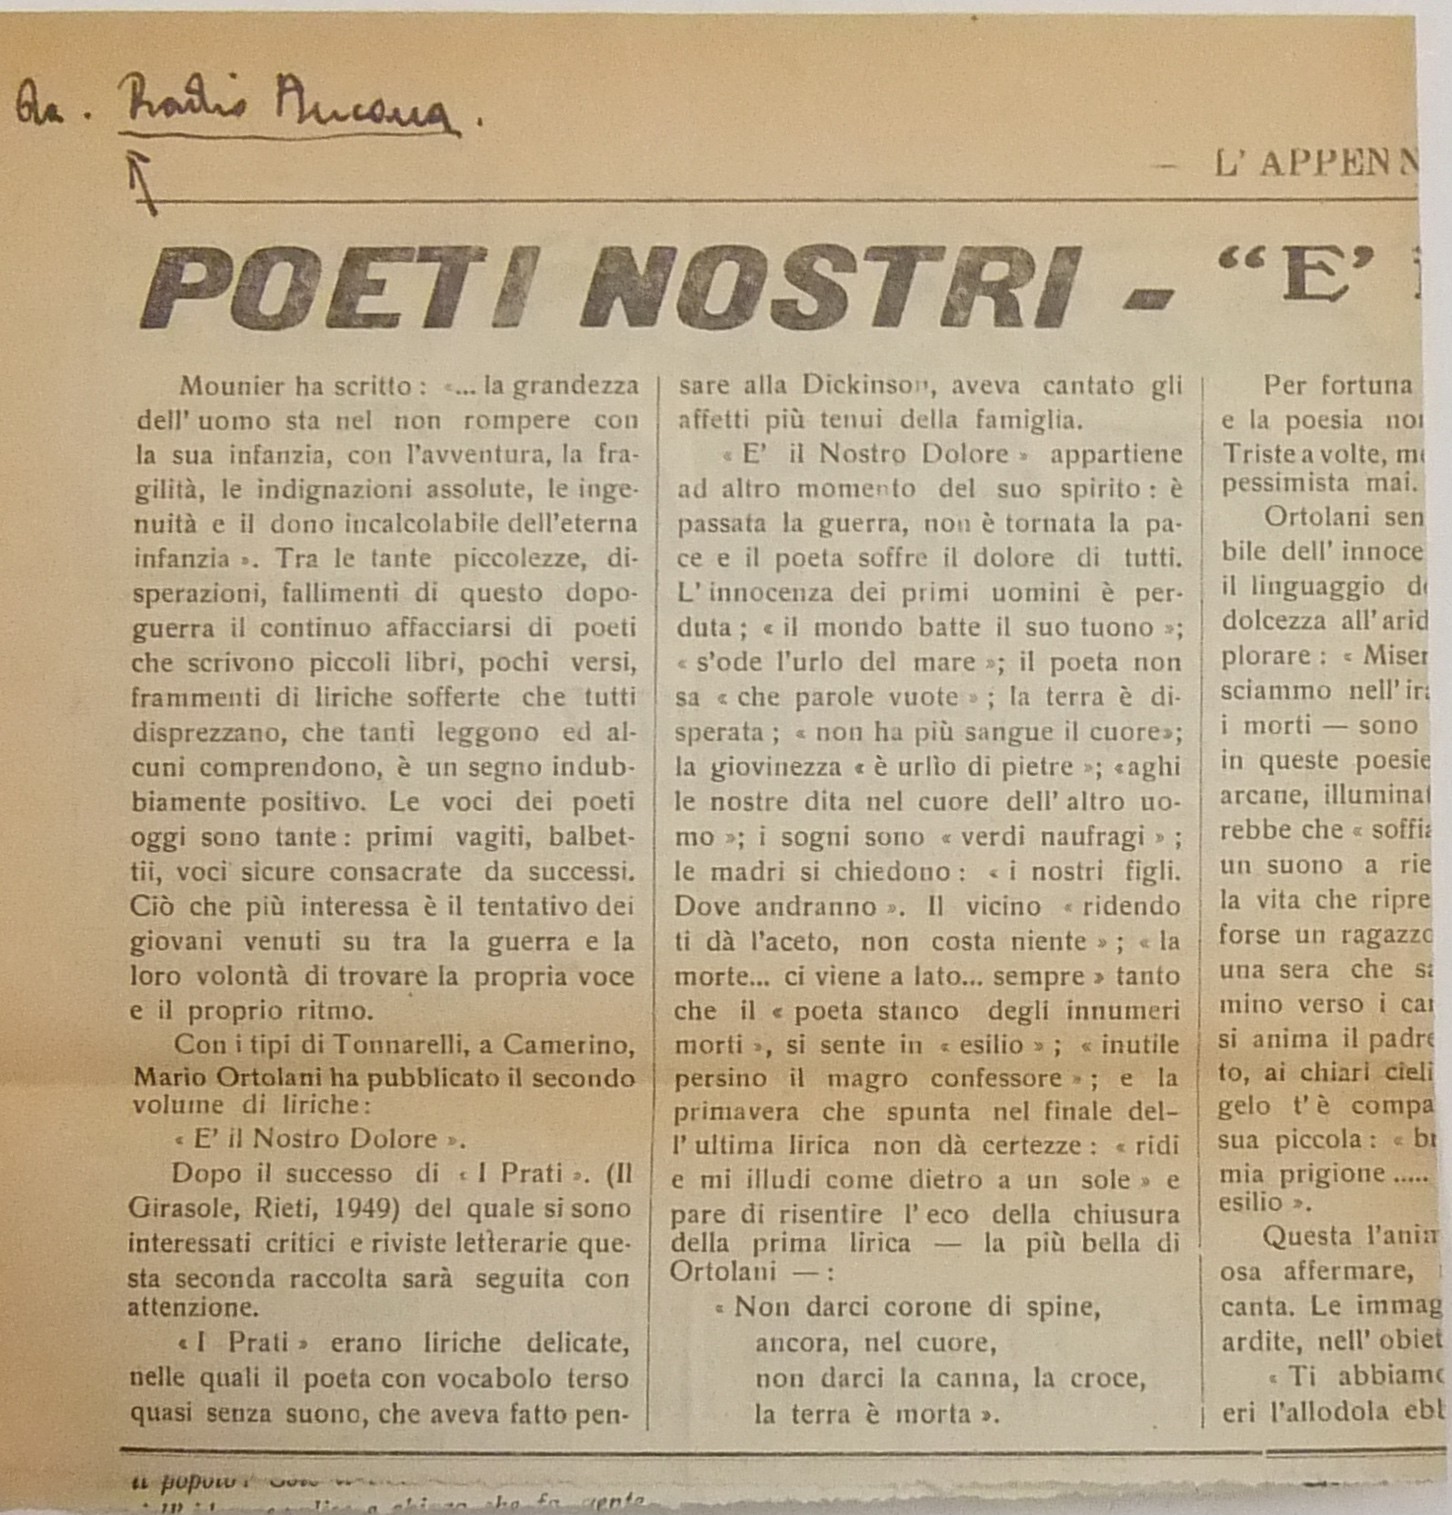 da. Radio Ancona.
— L' APPENN
POETI NOSTRI - “E’
Mounier ha scritto : «... la grandezza
dell' uomo sta nel non rompere con
la sua infanzia, con l'avventura, la fra-
gilità, le indignazioni assolute, le inge-
nuità e il dono incalcolabile dell'eterna
infanzia ». Tra le tante piccolezze, di-
sperazioni, fallimenti di questo dopo-
guerra il continuo affacciarsi di poeti
che scrivono piccoli libri, pochi versi,
frammenti di liriche sofferte che tutti
disprezzano, che tanti leggono ed al-
cuni comprendono, è un segno indub-
biamente positivo. Le voci dei poeti
oggi sono tante : primi vagiti, balbet-
tii, voci sicure consacrate da successi.
Ciò che più interessa è il tentativo dei
giovani venuti su tra la guerra e la
loro volontà di trovare la propria voce
e il proprio ritmo.
Con i tipi di Tonnarelli, a Camerino,
Mario Ortolani ha pubblicato il secondo
volume di liriche :
« E' il Nostro Dolore ».
Dopo il successo di « I Prati ». (Il
Girasole, Rieti, 1949) del quale si sono
interessati critici e riviste letterarie que-
sta seconda raccolta sarà seguita con
attenzione.
« I Prati » erano liriche delicate,
nelle quali il poeta con vocabolo terso
quasi senza suono, che aveva fatto pen-
sare alla Dickinson, aveva cantato gli
affetti più tenui della famiglia.
« E' il Nostro Dolore » appartiene
ad altro momento del suo spirito : è
passata la guerra, non è tornata la pa-
ce e il poeta soffre il dolore di tutti.
L' innocenza dei primi uomini è per-
duta ; « il mondo batte il suo tuono »;
« s'ode l'urlo del mare »; il poeta non
sa « che parole vuote » ; la terra è di-
sperata ; « non ha più sangue il cuore»;
la giovinezza « è urlìo di pietre »; «aghi
le nostre dita nel cuore dell' altro uo-
mo »; i sogni sono « verdi naufragi » ;
le madri si chiedono : « i nostri figli.
Dove andranno ». Il vicino « ridendo
ti dà l'aceto, non costa niente » ; « la
morte... ci viene a lato... sempre » tanto
che il « poeta stanco degli innumeri
morti », si sente in « esilio » ; « inutile
persino il magro confessore » ; e la
primavera che spunta nel finale del-
l' ultima lirica non dà certezze : « ridi
e mi illudi come dietro a un sole » e
pare di risentire l' eco della chiusura
della prima lirica — la più bella di
Ortolani — :
« Non darci corone di spine,
ancora, nel cuore,
non darci la canna, la croce,
la terra è morta ».
Per fortuna
e la poesia non
Triste a volte, m
pessimista mai.
Ortolani sen
bile dell' innoce
il linguaggio d
dolcezza all' arid
plorare : « Miser
sciammo nell' ir
i morti — sono
in queste poesie
arcane, illuminat
rebbe che « soffia
un suono a rie
la vita che ripre
forse un ragazzo
una sera che sa
mino verso i car
si anima il padre
to, ai chiari cieli
gelo t' è compa
sua piccola : « br
mia prigione .....
esilio ».
Questa l'anim
osa affermare,
canta. Le immag
ardite, nell' obiet
« Ti abbiamo
eri l'allodola ebb